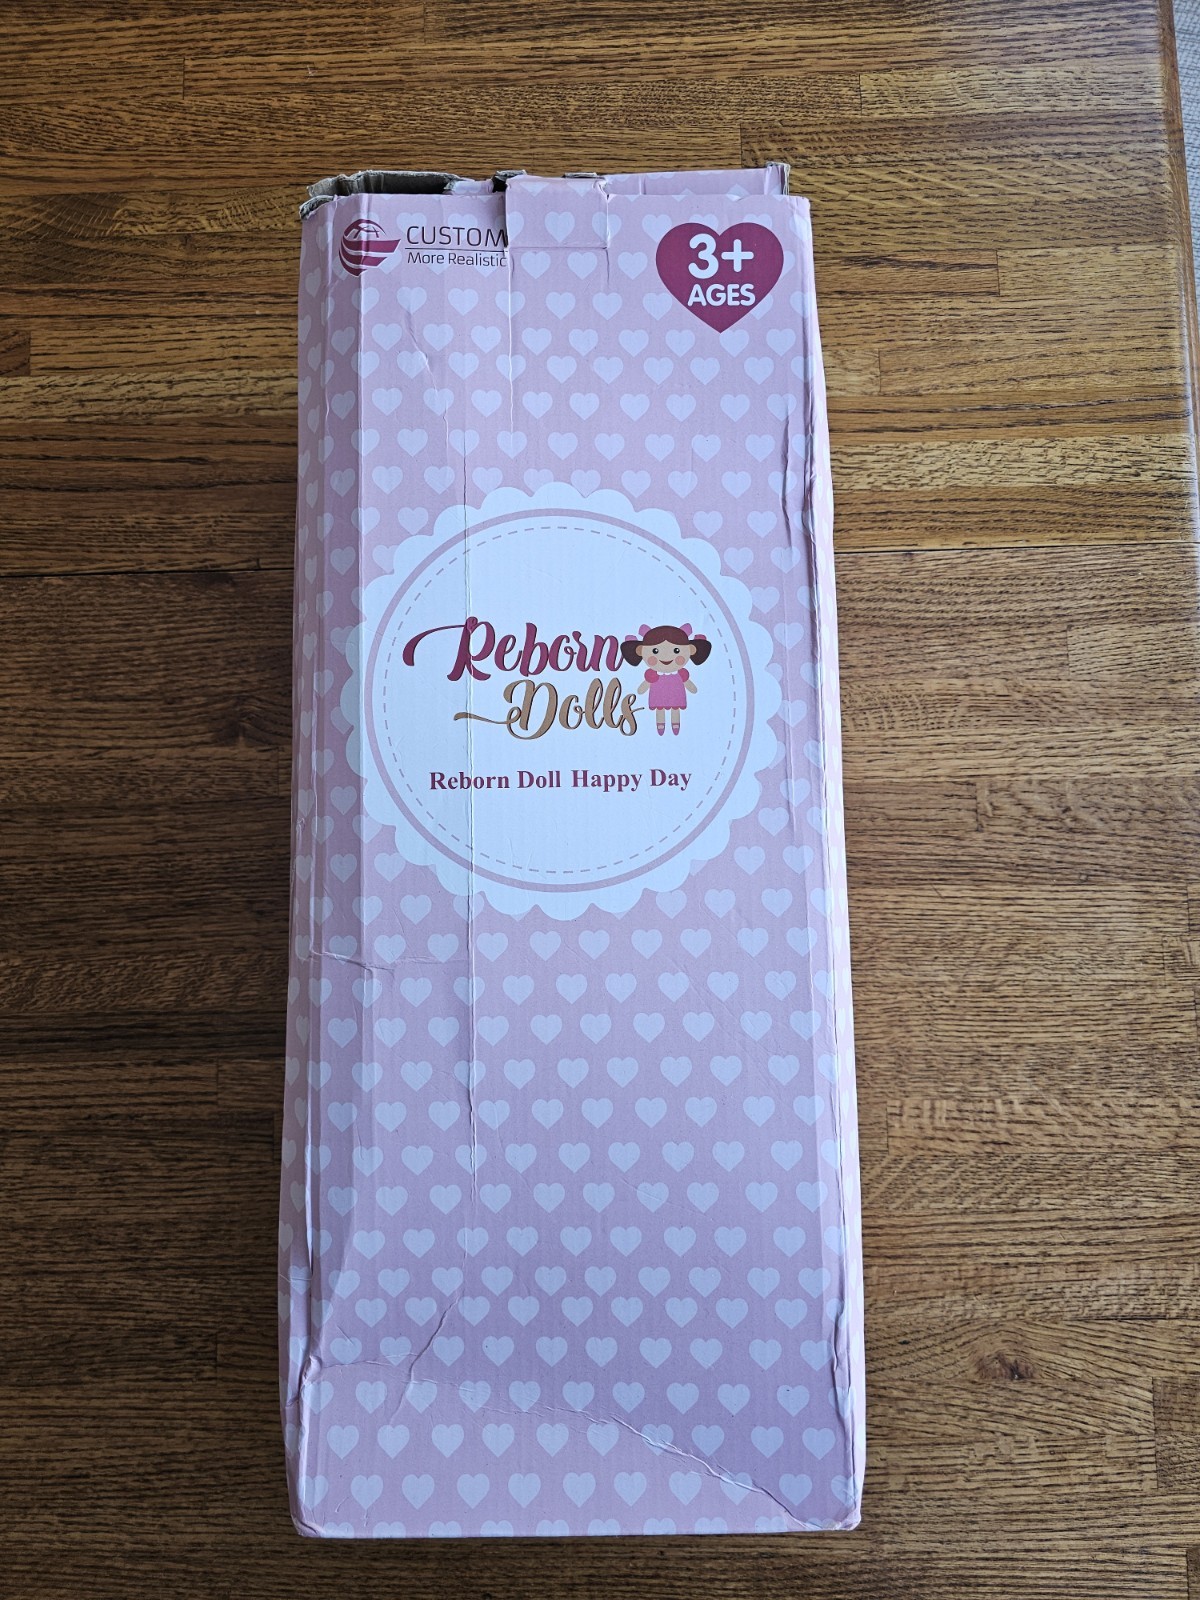 CUSTOM
More Realistic
3+
AGES
Reborn
Dolls
Reborn Doll Happy Day